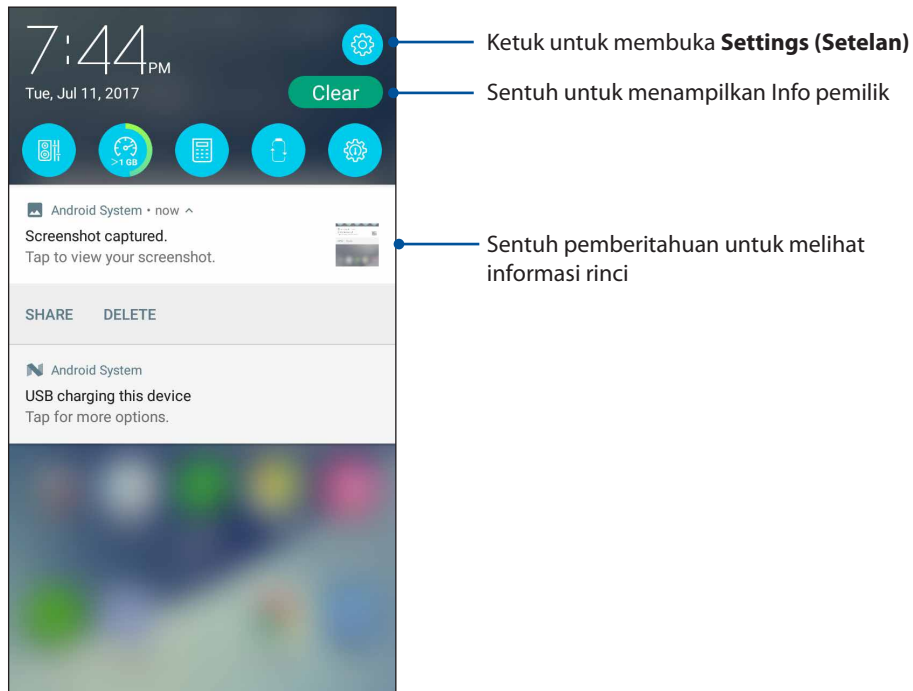 7:44 PM
Tue, Jul 11, 2017
Clear
>1 GB
Android System • now
Screenshot captured.
Tap to view your screenshot.
SHARE DELETE
Android System
USB charging this device
Tap for more options.
Ketuk untuk membuka Settings (Setelan)
Sentuh untuk menampilkan Info pemilik
Sentuh pemberitahuan untuk melihat
informasi rinci